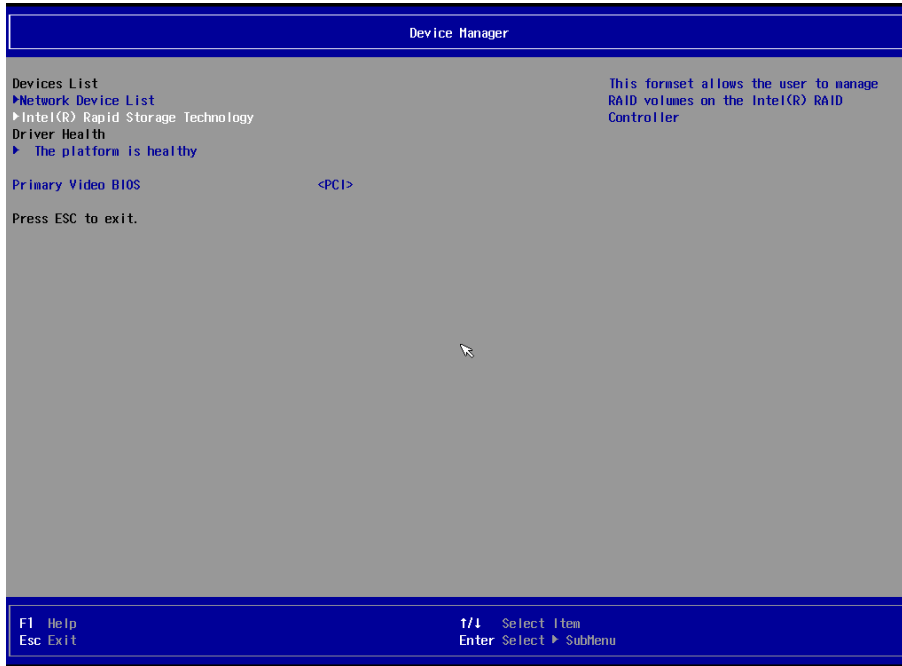 Device Manager
Devices List
▶Network Device List
▶Intel(R) Rapid Storage Technology
Driver Health
▶ The platform is healthy
Primary Video BIOS <PCI>
Press ESC to exit.
This formset allows the user to manage
RAID volumes on the Intel(R) RAID
Controller
F1 Help
Esc Exit
↑/↓ Select Item
Enter Select ▶ SubMenu